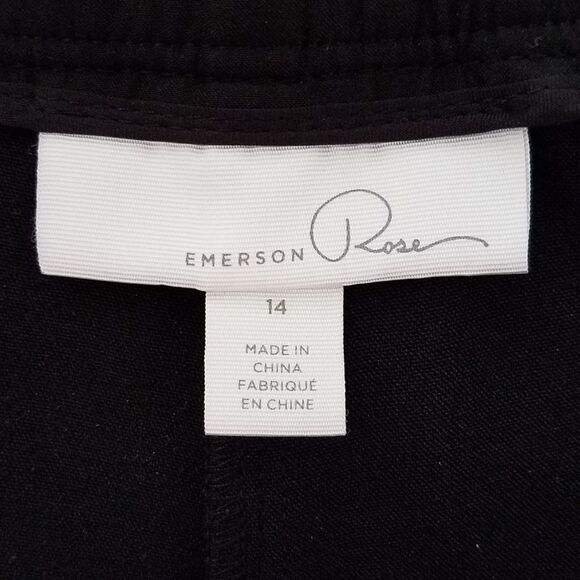 EMERSON Rose
14
MADE IN
CHINA
FABRIQUÉ
EN CHINE